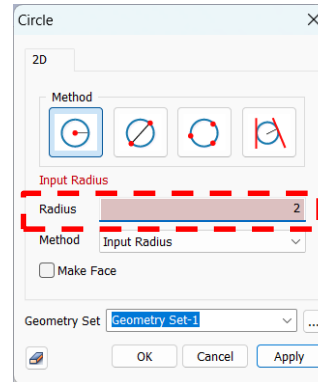 Circle
2D
Method
Input Radius
Radius 2
Method Input Radius
Make Face
Geometry Set Geometry Set-1 ...
OK Cancel Apply